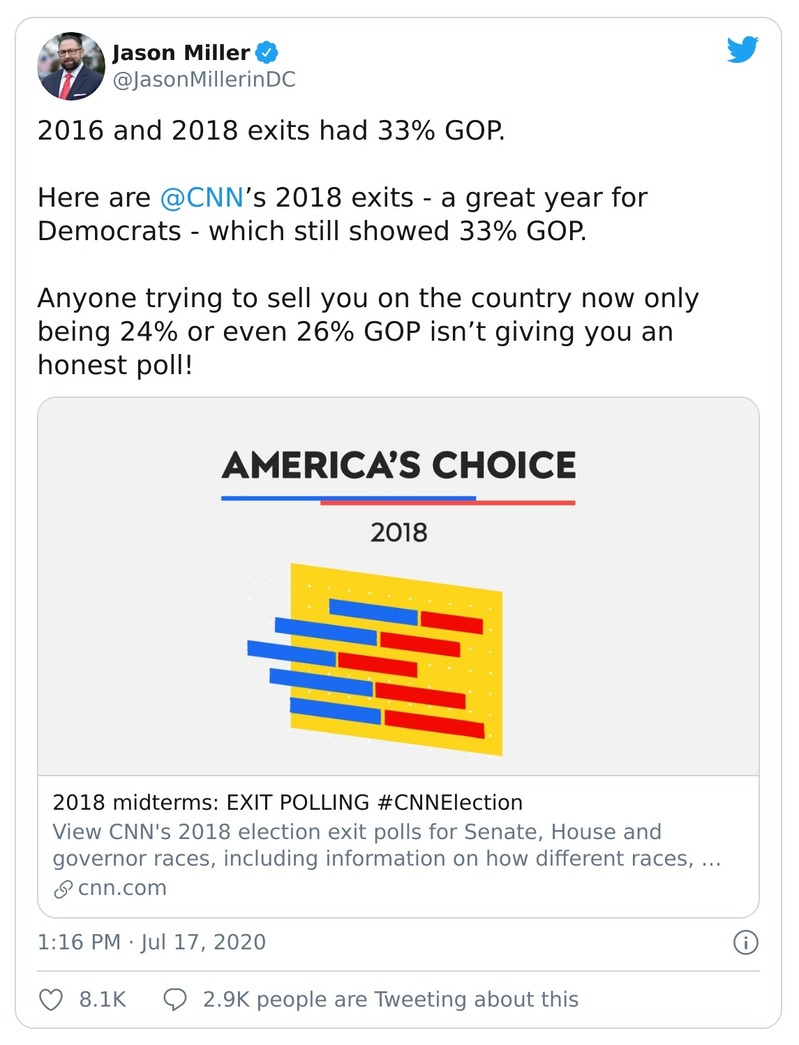 Jason Miller
@JasonMillerinDC
2016 and 2018 exits had 33% GOP.
Here are @CNN’s 2018 exits - a great year for
Democrats - which still showed 33% GOP.
Anyone trying to sell you on the country now only
being 24% or even 26% GOP isn’t giving you an
honest poll!
AMERICA’S CHOICE
2018
2018 midterms: EXIT POLLING #CNNElection
View CNN's 2018 election exit polls for Senate, House and
governor races, including information on how different races, …
cnn.com
1:16 PM · Jul 17, 2020
8.1K 2.9K people are Tweeting about this